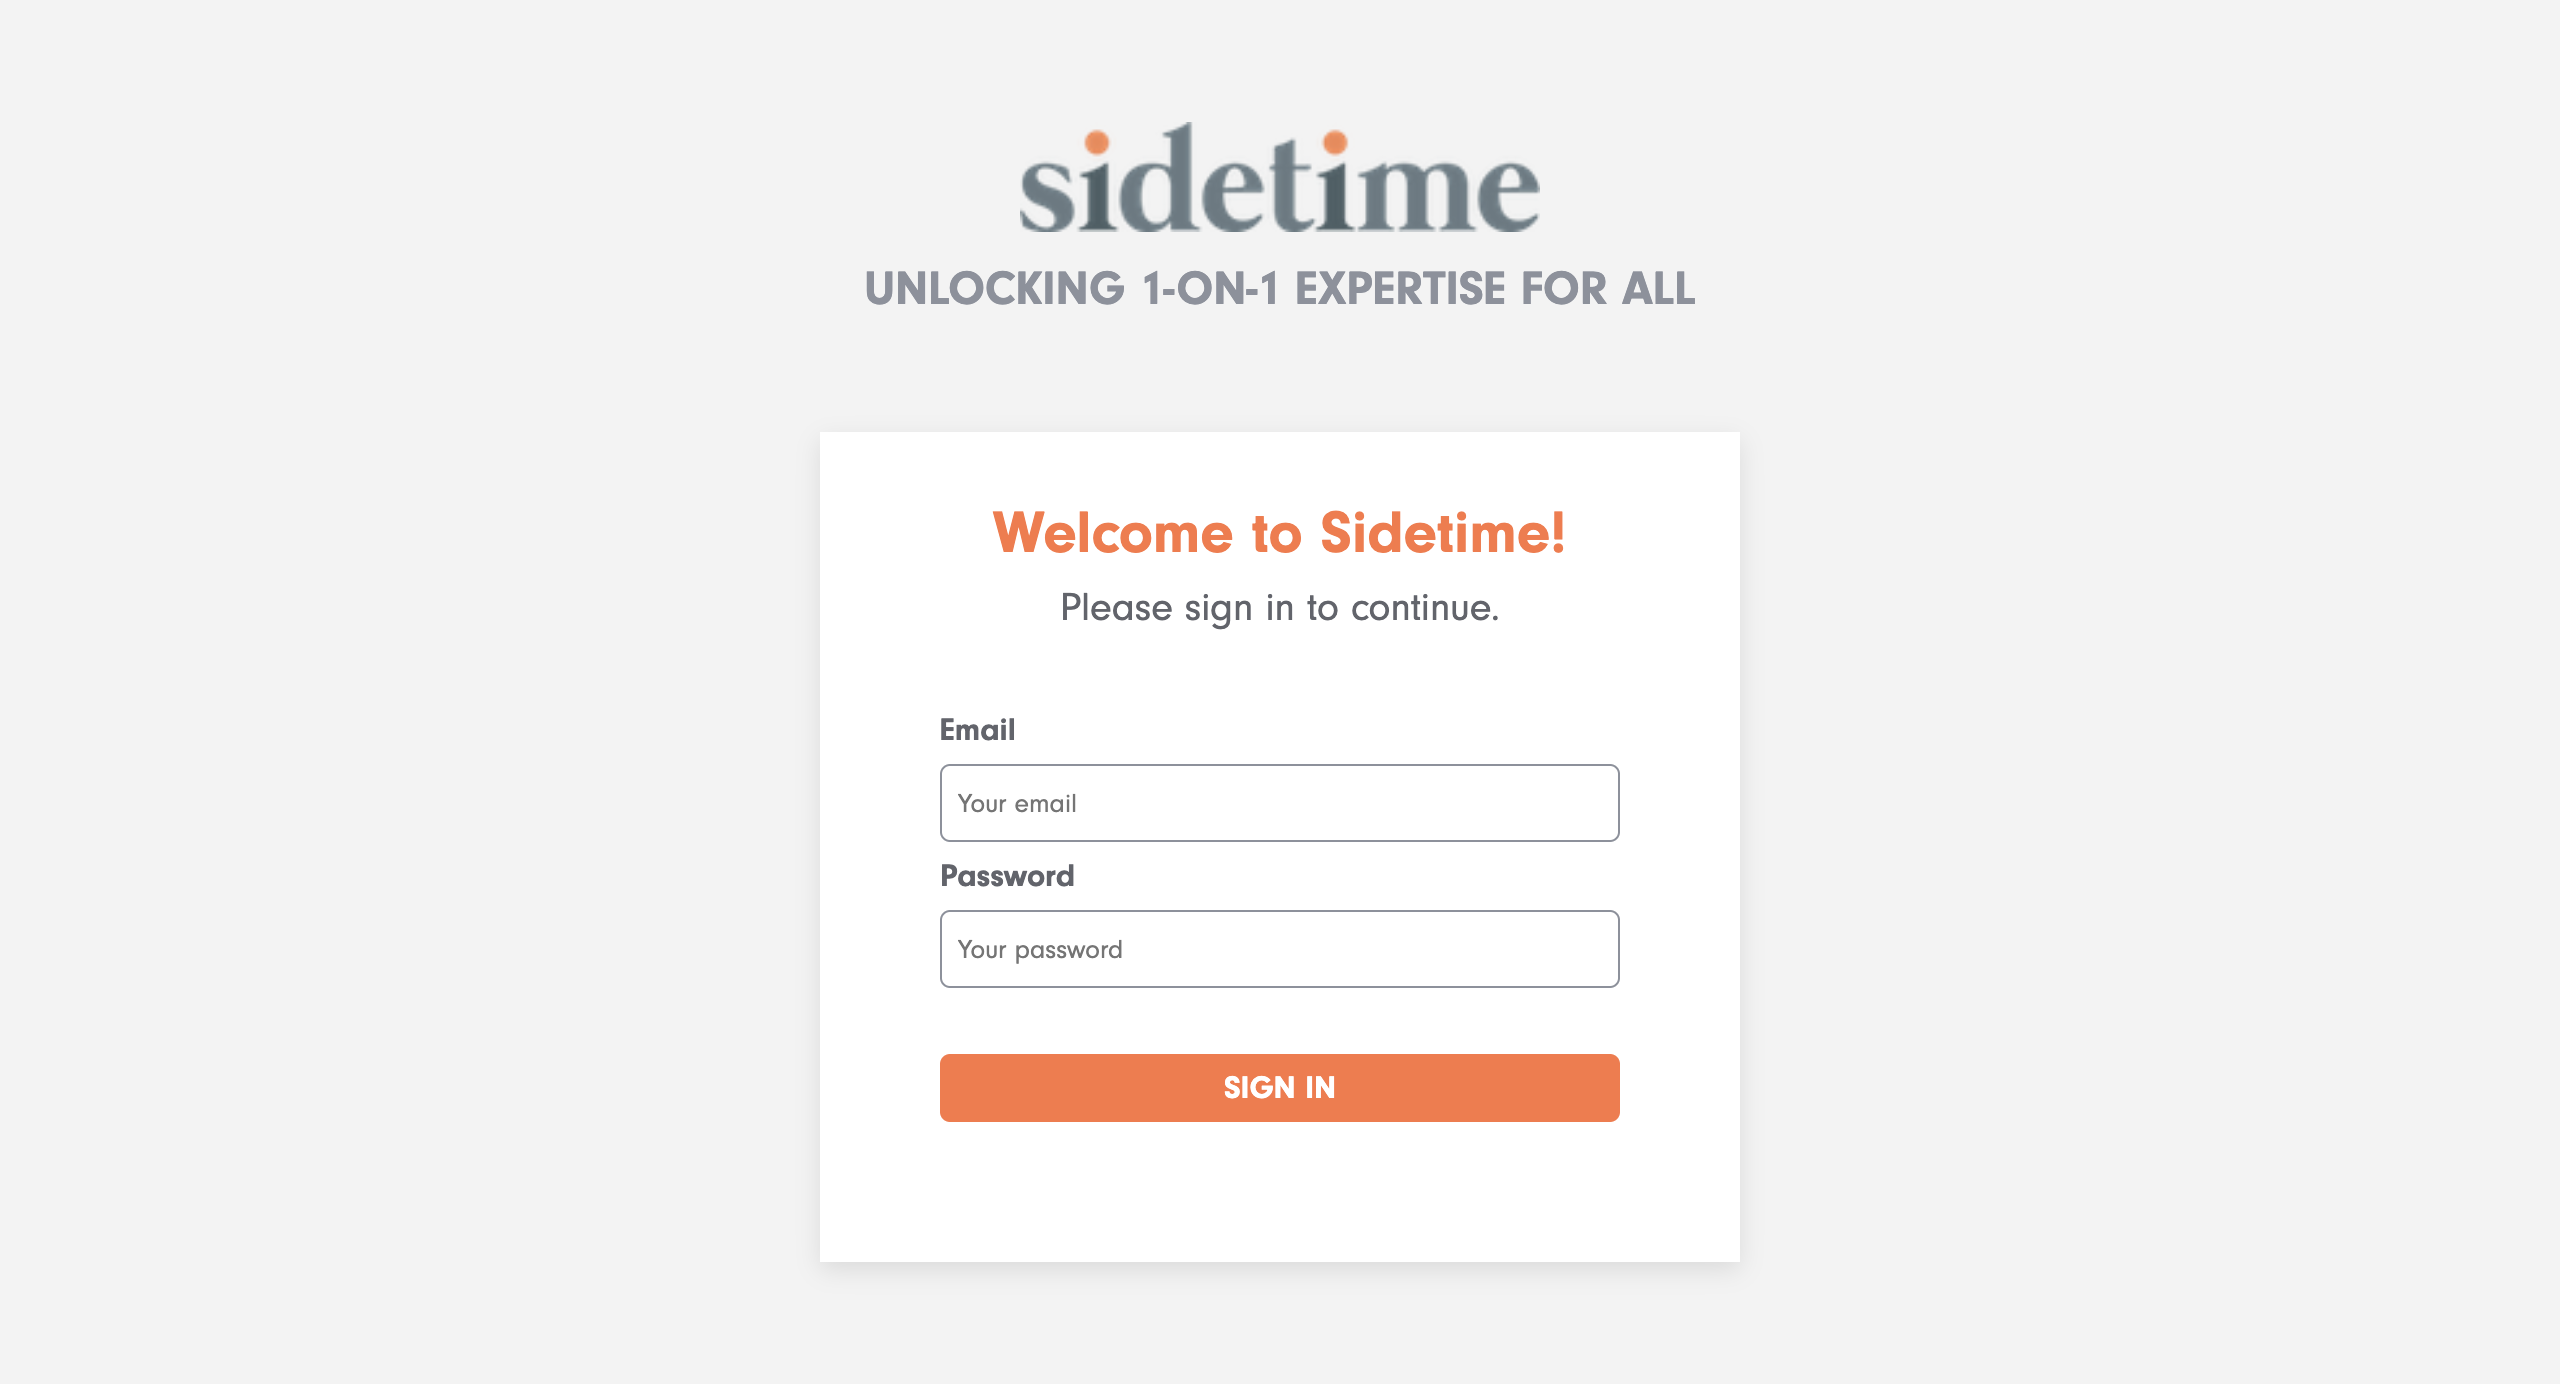 sidetime
UNLOCKING 1-ON-1 EXPERTISE FOR ALL
Welcome to Sidetime!
Please sign in to continue.
Email
Your email
Password
Your password
SIGN IN